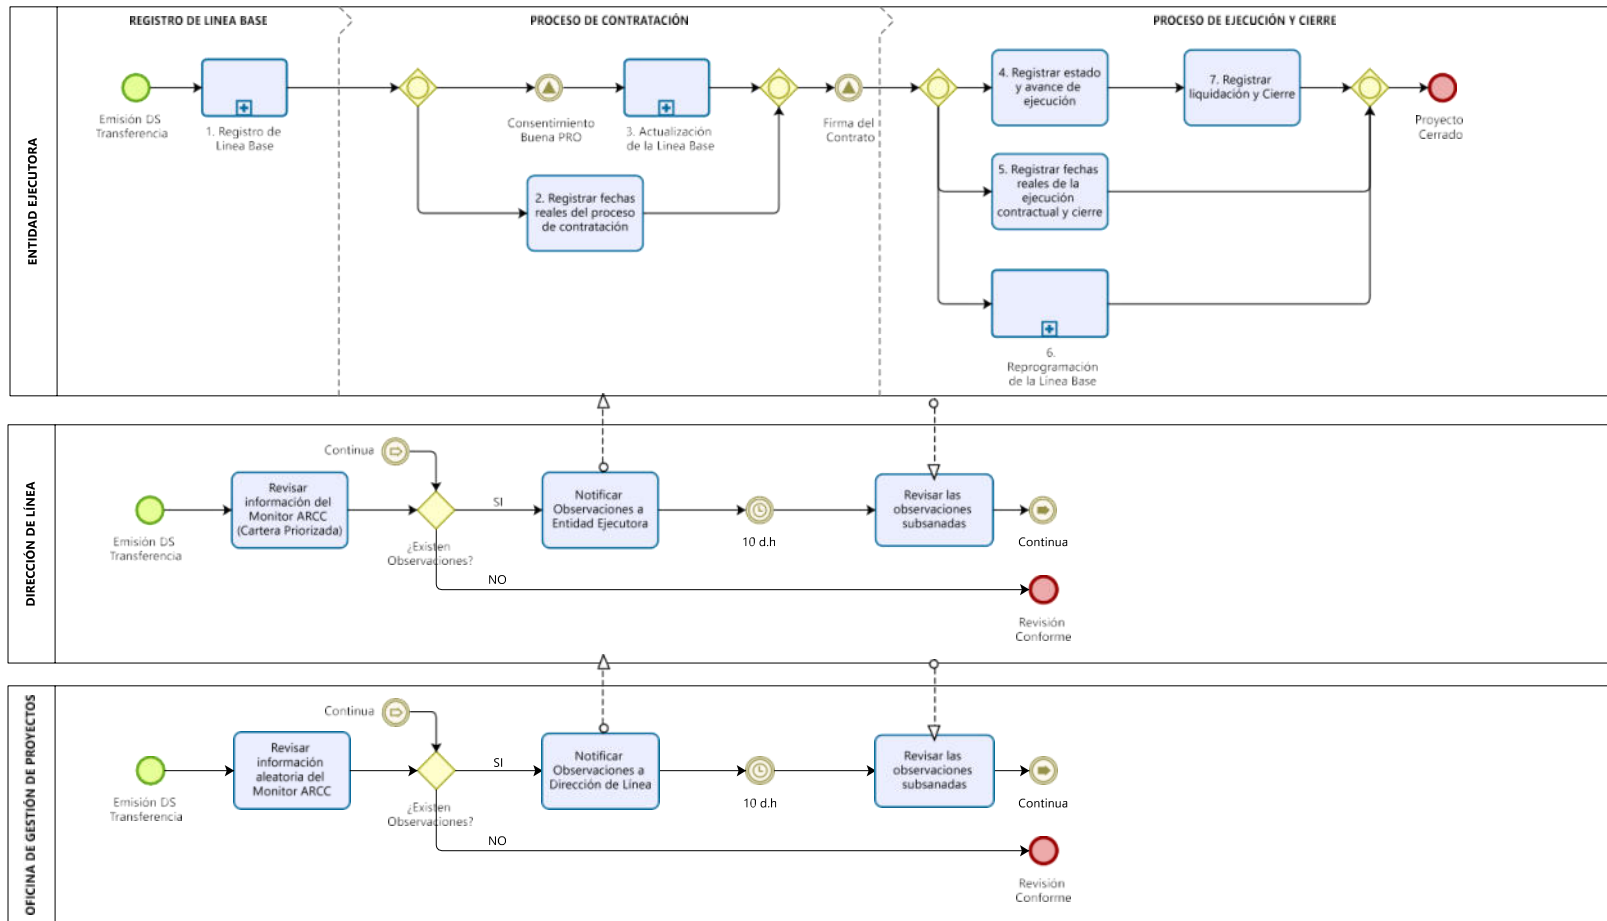 REGISTRO DE LINEA BASE
PROCESO DE CONTRATACIÓN
PROCESO DE EJECUCIÓN Y CIERRE
ENTIDAD EJECUTORA
Emisión DS
Transferencia
1. Registro de
Linea Base
Consentimiento
Buena PRO
3. Actualización
de la Linea Base
2. Registrar fechas
reales del proceso
de contratación
Firma del
Contrato
4. Registrar estado
y avance de
ejecución
7. Registrar
liquidación y Cierre
5. Registrar fechas
reales de la
ejecución
contractual y cierre
6.
Reprogramación
de la Linea Base
Proyecto
Cerrado
DIRECCIÓN DE LÍNEA
Continua
Emisión DS
Transferencia
Revisar
información del
Monitor ARCC
(Cartera Priorizada)
¿Existen
Observaciones?
SI
Notificar
Observaciones a
Entidad Ejecutora
10 d.h
Revisar las
observaciones
subsanadas
Continua
NO
Revisión
Conforme
OFICINA DE GESTIÓN DE PROYECTOS
Continua
Emisión DS
Transferencia
Revisar
información
aleatoria del
Monitor ARCC
¿Existen
Observaciones?
SI
Notificar
Observaciones a
Dirección de Línea
10 d.h
Revisar las
observaciones
subsanadas
Continua
NO
Revisión
Conforme